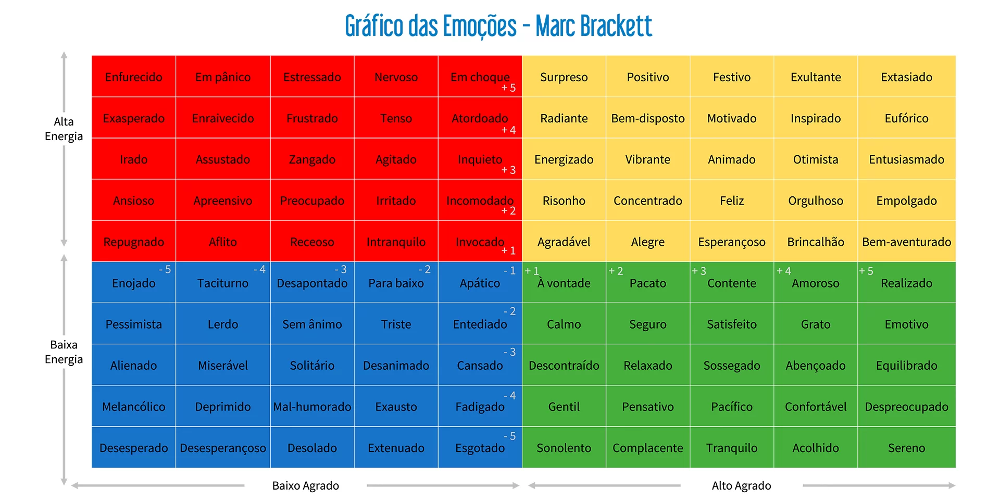 Gráfico das Emoções - Marc Brackett
Alta
Energia
Enfurecido Em pânico Estressado Nervoso Em choque +5 Surpreso Positivo Festivo Exultante Extasiado
Exasperado Enraivecido Frustrado Tenso Atordoado +4 Radiante Bem-disposto Motivado Inspirado Eufórico
Irado Assustado Zangado Agitado Inquieto +3 Energizado Vibrante Animado Otimista Entusiasmado
Ansioso Apreensivo Preocupado Irritado Incomodado +2 Risonho Concentrado Feliz Orgulhoso Empolgado
Repugnado Aflito Receoso Intranquilo Invocado +1 Agradável Alegre Esperançoso Brincalhão Bem-aventurado
Baixa
Energia
- 5 - 4 - 3 - 2 - 1 + 1 + 2 + 3 + 4 + 5
Enojado Taciturno Desapontado Para baixo Apático À vontade Pacato Contente Amoroso Realizado
- 2
Pessimista Lerdo Sem ânimo Triste Entediado Calmo Seguro Satisfeito Grato Emotivo
- 3
Alienado Miserável Solitário Desanimado Cansado Descontraído Relaxado Sossegado Abençoado Equilibrado
- 4
Melancólico Deprimido Mal-humorado Exausto Fadigado Gentil Pensativo Pacífico Confortável Despreocupado
- 5
Desesperado Desesperançoso Desolado Extenuado Esgotado Sonolento Complacente Tranquilo Acolhido Sereno
Baixo Agrado Alto Agrado